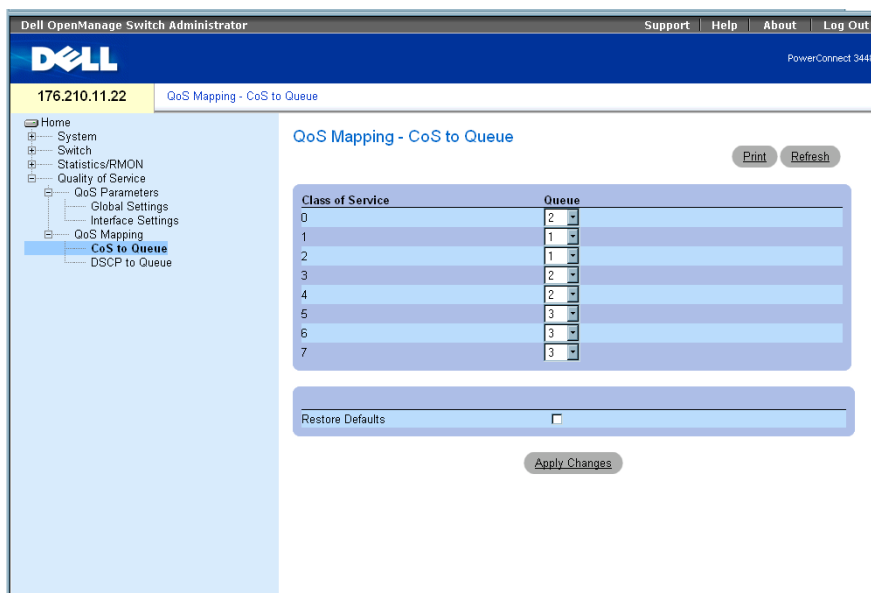 Dell OpenManage Switch Administrator
Support Help About Log Out
DELL
PowerConnect 3448
176.210.11.22
QoS Mapping - CoS to Queue
Home
System
Switch
Statistics/RMON
Quality of Service
QoS Parameters
Global Settings
Interface Settings
QoS Mapping
CoS to Queue
DSCP to Queue
QoS Mapping - CoS to Queue
Print Refresh
Class of Service Queue
0 2
1 1
2 1
3 2
4 2
5 3
6 3
7 3
Restore Defaults
Apply Changes